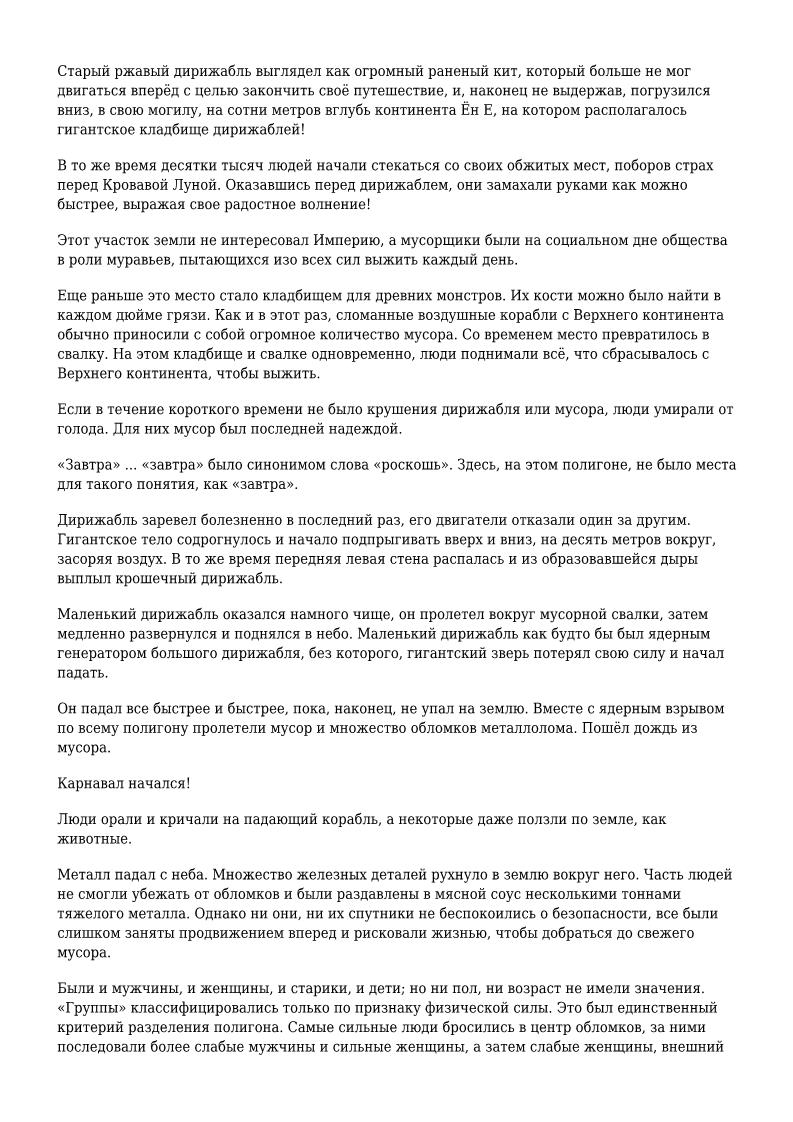 Старый ржавый дирижабль выглядел как огромный раненый кит, который больше не мог
двигаться вперёд с целью закончить своё путешествие, и, наконец не выдержав, погрузился
вниз, в свою могилу, на сотни метров вглубь континента Ён Е, на котором располагалось
гигантское кладбище дирижаблей!
В то же время десятки тысяч людей начали стекаться со своих обжитых мест, поборов страх
перед Кровавой Луной. Оказавшись перед дирижаблем, они замахали руками как можно
быстрее, выражая свое радостное волнение!
Этот участок земли не интересовал Империю, а мусорщики были на социальном дне общества
в роли муравьев, пытающихся изо всех сил выжить каждый день.
Еще раньше это место стало кладбищем для древних монстров. Их кости можно было найти в
каждом дюйме грязи. Как и в этот раз, сломанные воздушные корабли с Верхнего континента
обычно приносили с собой огромное количество мусора. Со временем место превратилось в
свалку. На этом кладбище и свалке одновременно, люди поднимали всё, что сбрасывалось с
Верхнего континента, чтобы выжить.
Если в течение короткого времени не было крушения дирижабля или мусора, люди умирали от
голода. Для них мусор был последней надеждой.
«Завтра» ... «завтра» было синонимом слова «роскошь». Здесь, на этом полигоне, не было места
для такого понятия, как «завтра».
Дирижабль заревел болезненно в последний раз, его двигатели отказали один за другим.
Гигантское тело содрогнулось и начало подпрыгивать вверх и вниз, на десять метров вокруг,
засоряя воздух. В то же время передняя левая стена распалась и из образовавшейся дыры
выплыл крошечный дирижабль.
Маленький дирижабль оказался намного чище, он пролетел вокруг мусорной свалки, затем
медленно развернулся и поднялся в небо. Маленький дирижабль как будто бы был ядерным
генератором большого дирижабля, без которого, гигантский зверь потерял свою силу и начал
падать.
Он падал все быстрее и быстрее, пока, наконец, не упал на землю. Вместе с ядерным взрывом
по всему полигону пролетели мусор и множество обломков металлолома. Пошёл дождь из
мусора.
Карнавал начался!
Люди орали и кричали на падающий корабль, а некоторые даже ползли по земле, как
животные.
Металл падал с неба. Множество железных деталей рухнуло в землю вокруг него. Часть людей
не смогли убежать от обломков и были раздавлены в мясной соус несколькими тоннами
тяжелого металла. Однако ни они, ни их спутники не беспокоились о безопасности, все были
слишком заняты продвижением вперед и рисковали жизнью, чтобы добраться до свежего
мусора.
Были и мужчины, и женщины, и старики, и дети; но ни пол, ни возраст не имели значения.
«Группы» классифицировались только по признаку физической силы. Это был единственный
критерий разделения полигона. Самые сильные люди бросились в центр обломков, за ними
последовали более слабые мужчины и сильные женщины, а затем слабые женщины, внешний